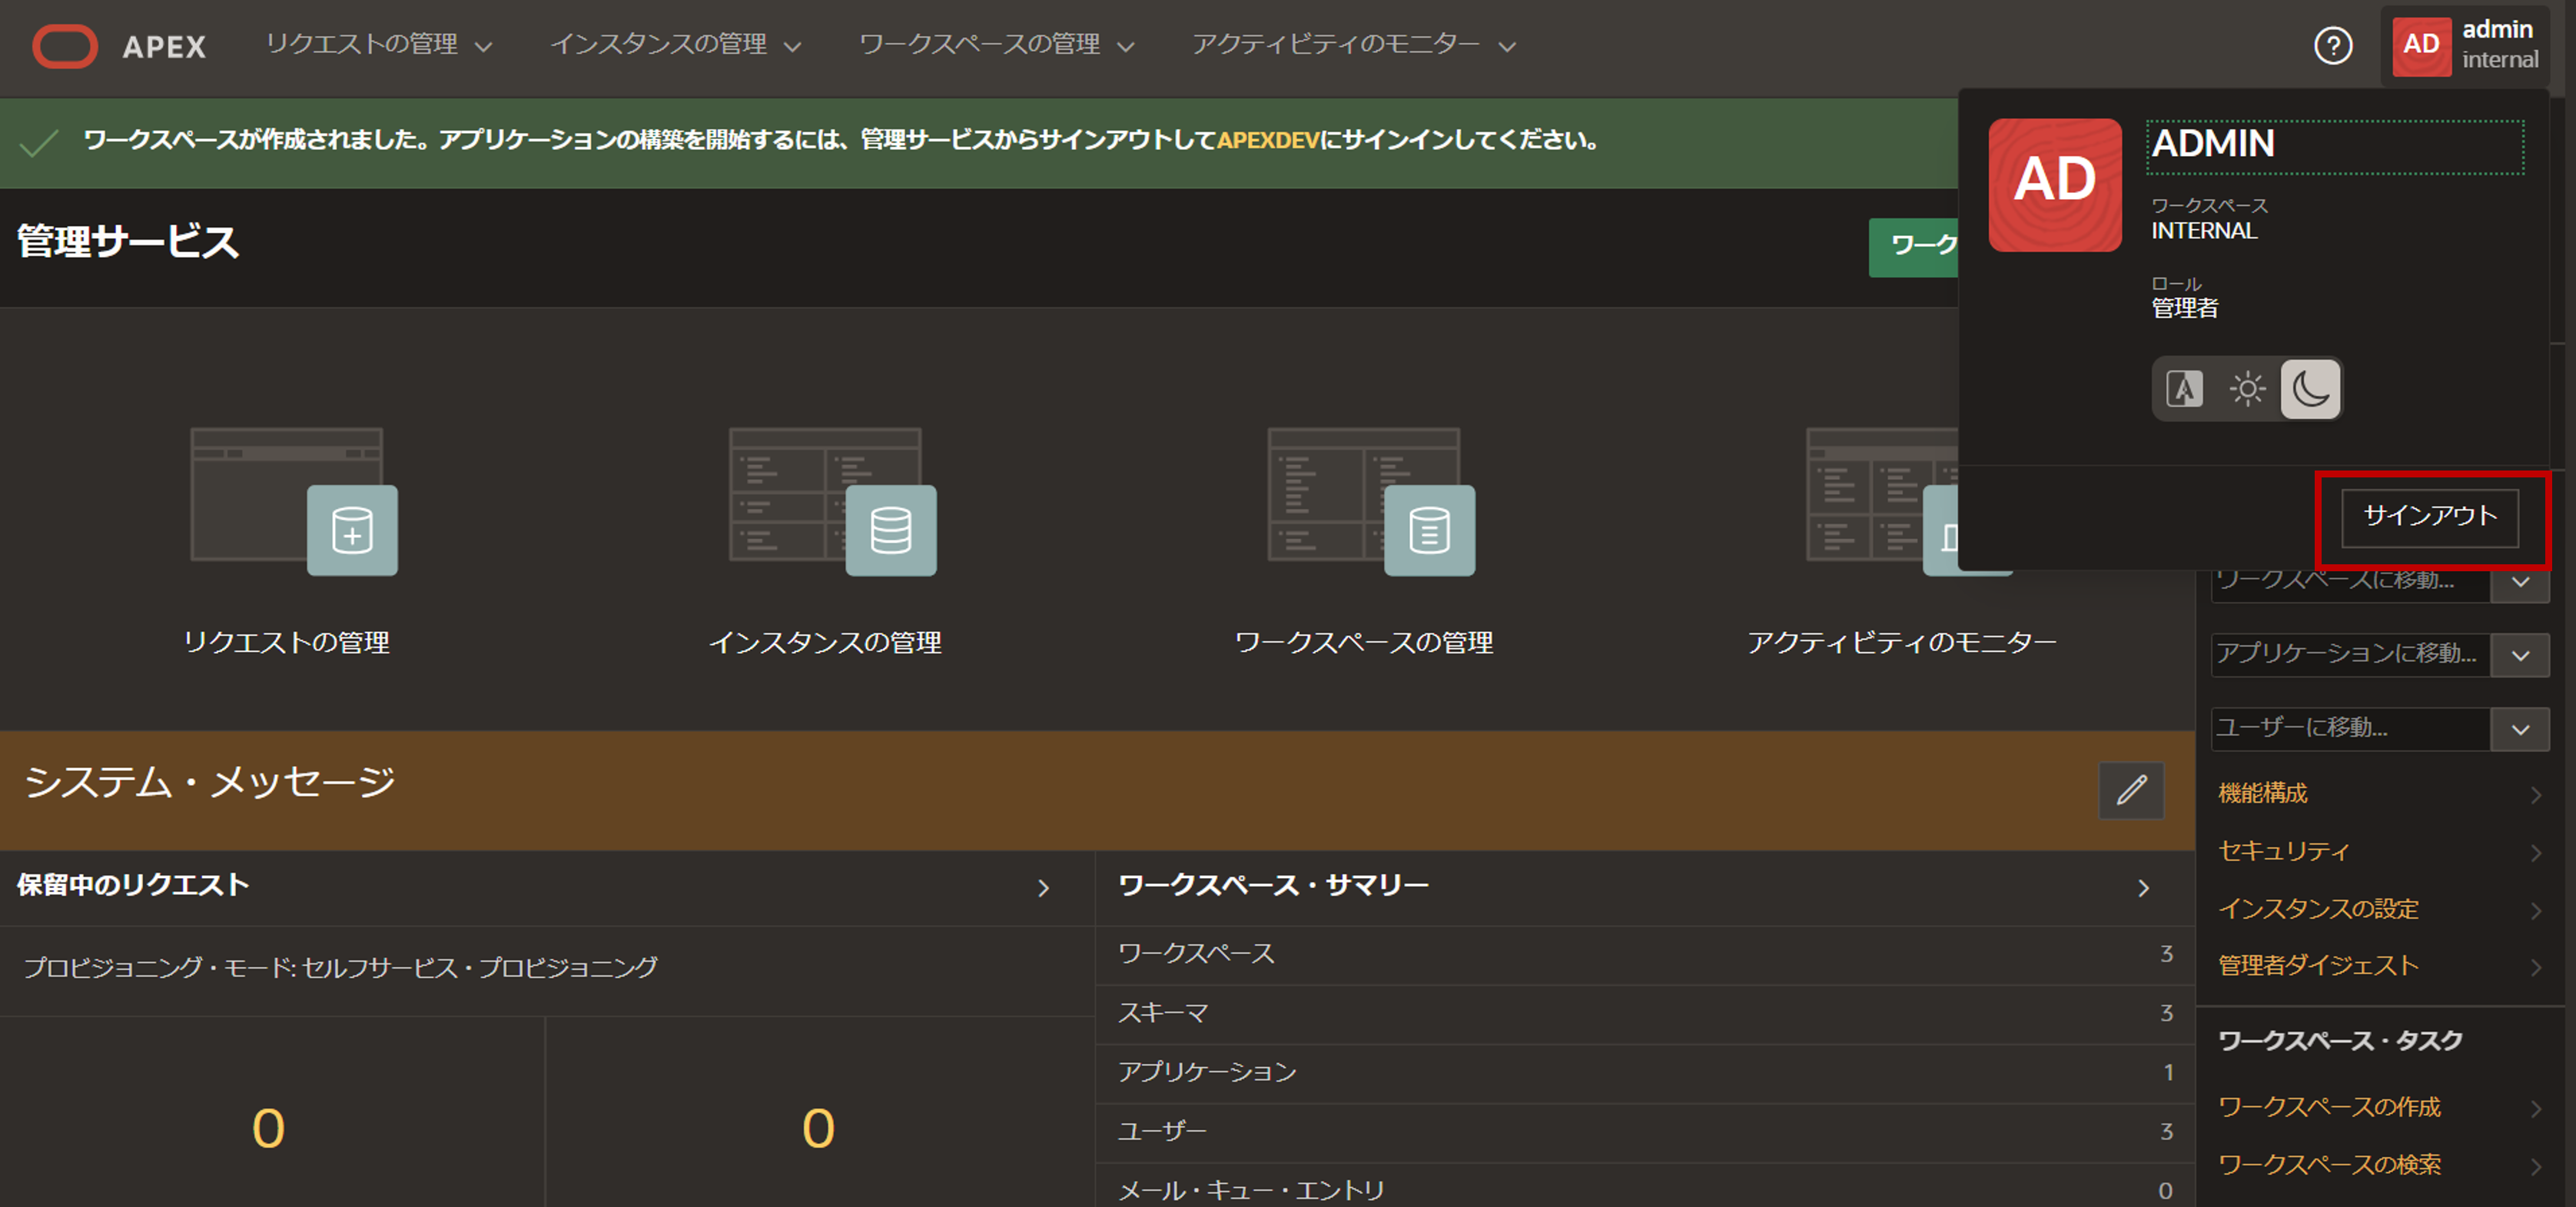 APEX
リクエストの管理
インスタンスの管理
ワークスペースの管理
アクティビティのモニター
?
AD
admin
internal
ワークスペースが作成されました。アプリケーションの構築を開始するには、管理サービスからサインアウトしてAPEXDEVにサインインしてください。
AD
ADMIN
ワークスペース
INTERNAL
ロール
管理者
サインアウト
管理サービス
ワーク
リクエストの管理
インスタンスの管理
ワークスペースの管理
アクティビティのモニター
ワークスペースに移動...
アプリケーションに移動...
ユーザーに移動...
機能構成
セキュリティ
インスタンスの設定
管理者ダイジェスト
ワークスペース・タスク
ワークスペースの作成
ワークスペースの検索
システム・メッセージ
保留中のリクエスト
プロビジョニング・モード: セルフサービス・プロビジョニング
0
0
ワークスペース・サマリー
ワークスペース 3
スキーマ 3
アプリケーション 1
ユーザー 3
メール・キュー・エントリ 0